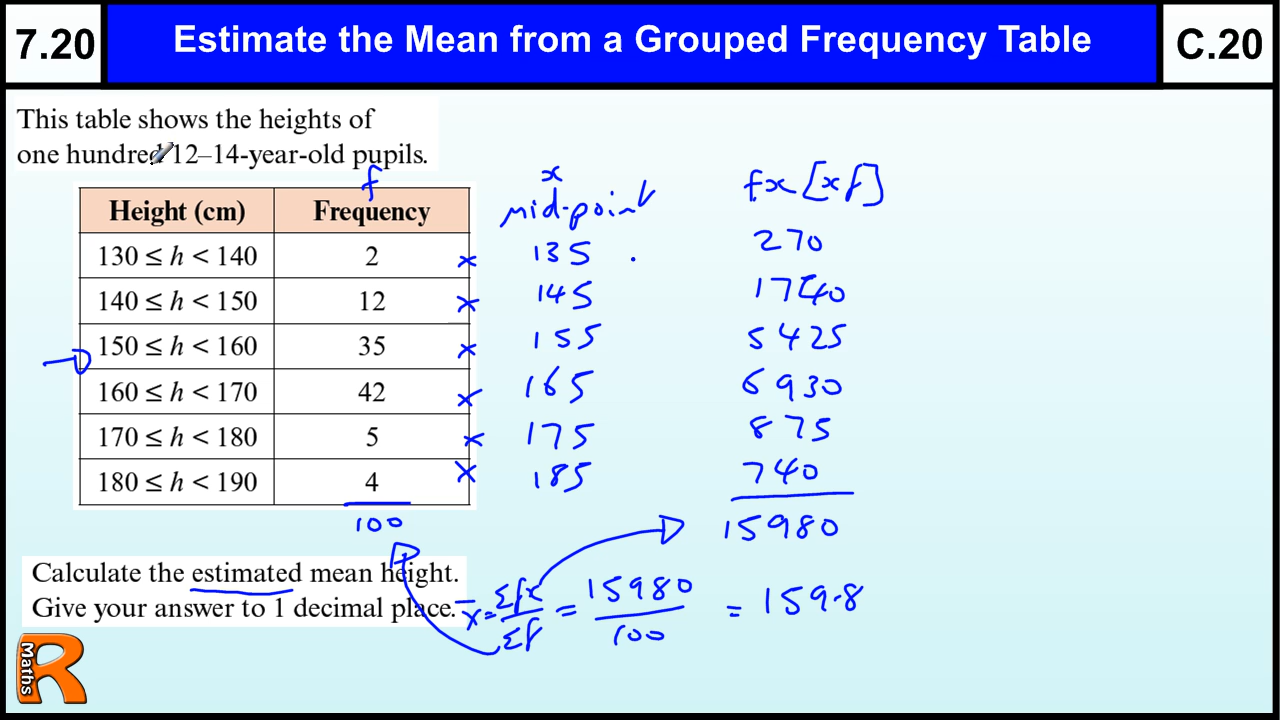 7.20
Estimate the Mean from a Grouped Frequency Table
C.20
This table shows the heights of
one hundred 12–14-year-old pupils.
f x fx [xf]
Height (cm) Frequency mid-point
130 ≤ h < 140 2 × 135 . 270
140 ≤ h < 150 12 × 145 1740
150 ≤ h < 160 35 × 155 5425
160 ≤ h < 170 42 × 165 6930
170 ≤ h < 180 5 × 175 875
180 ≤ h < 190 4 × 185 740
100 15980
Calculate the estimated mean height.
Give your answer to 1 decimal place.
x̄ = Σfx/Σf = 15980/100 = 159.8
R
Maths